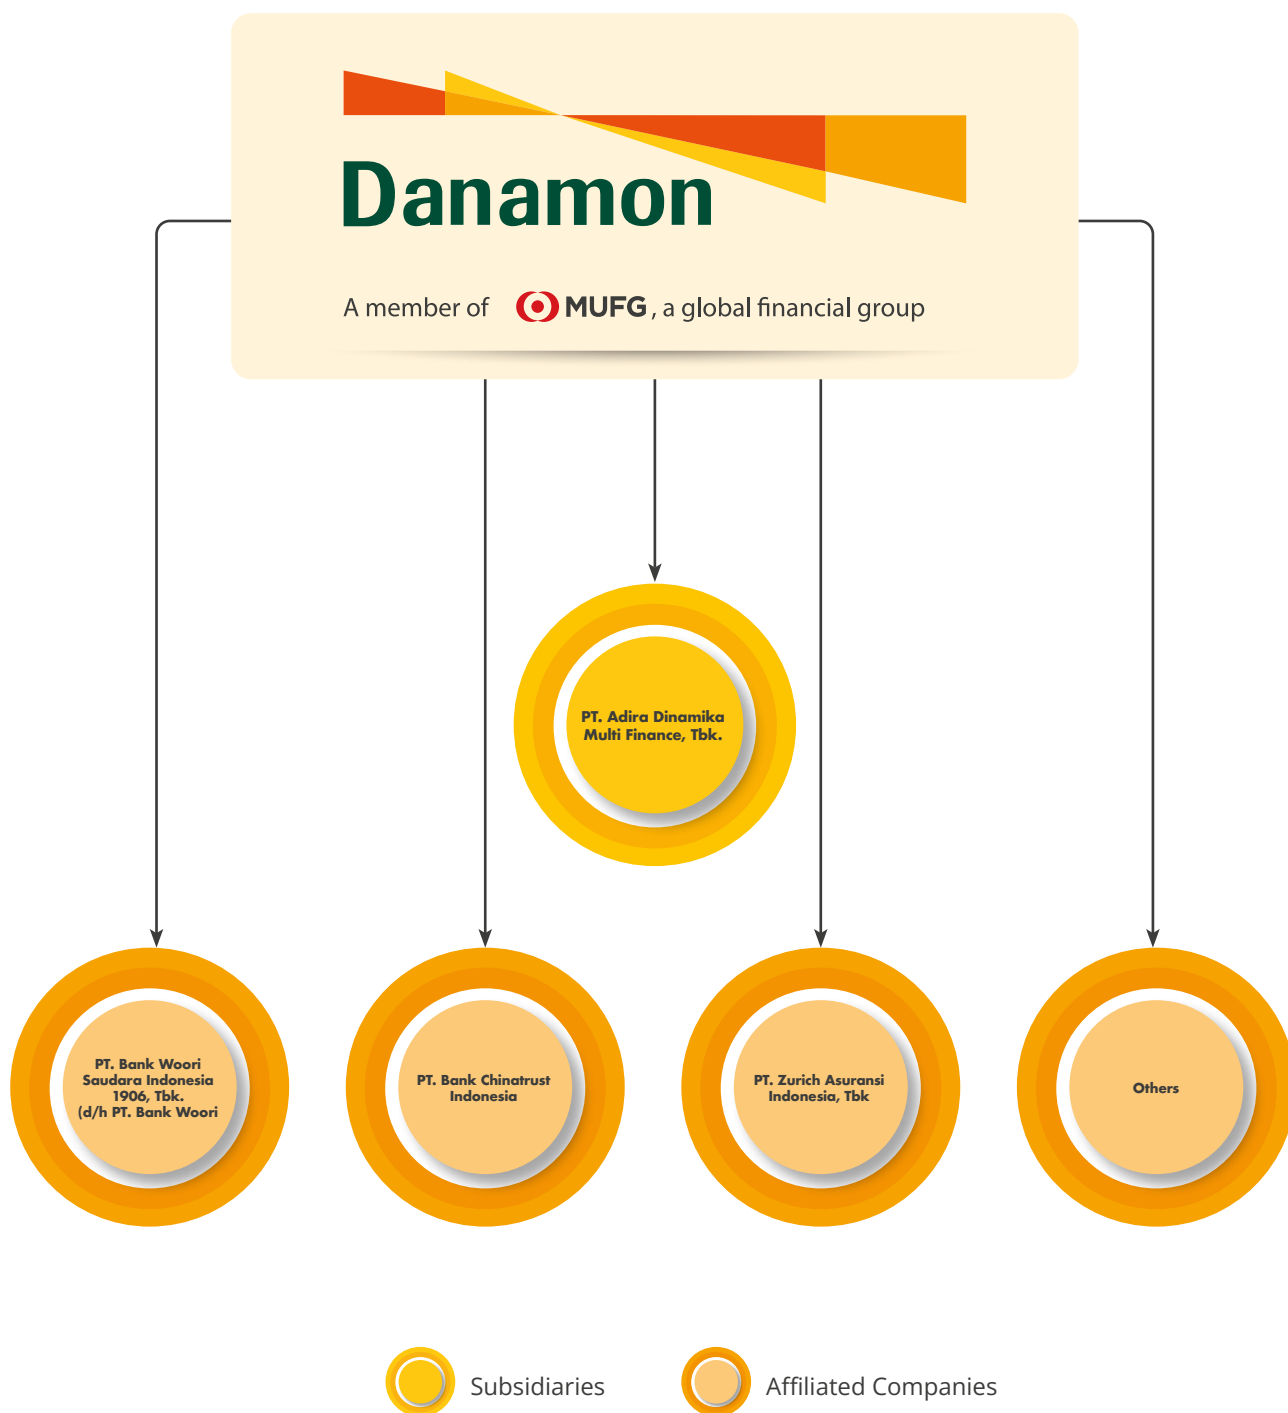 Danamon
A member of MUFG, a global financial group
PT. Adira Dinamika
Multi Finance, Tbk.
PT. Bank Woori
Saudara Indonesia
1906, Tbk.
(d/h PT. Bank Woori
PT. Bank Chinatrust
Indonesia
PT. Zurich Asuransi
Indonesia, Tbk
Others
Subsidiaries
Affiliated Companies